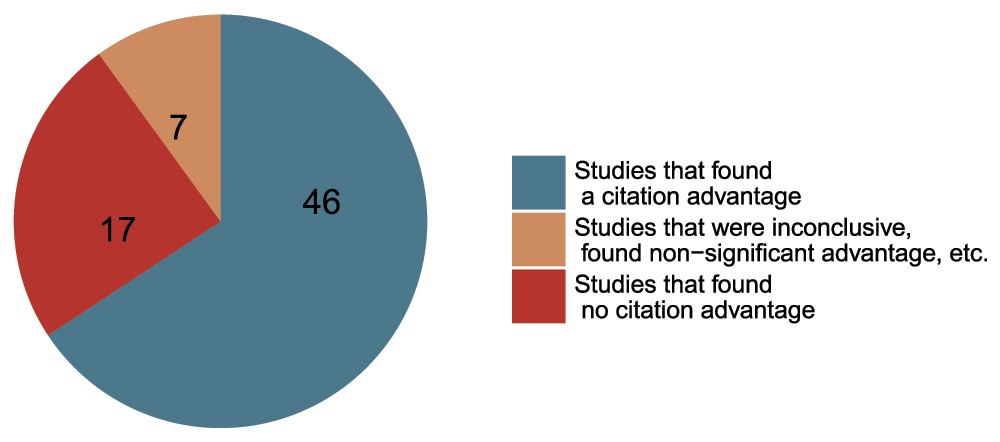 7
46
17
Studies that found
a citation advantage
Studies that were inconclusive,
found non−significant advantage, etc.
Studies that found
no citation advantage